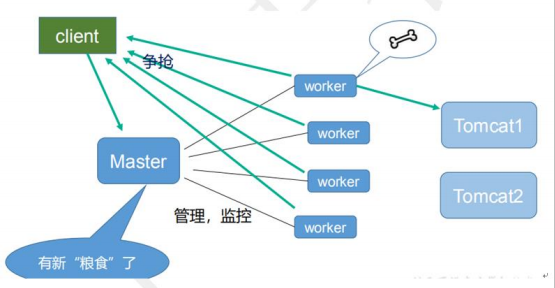 client
争抢
worker
worker
Tomcat1
Master
worker
Tomcat2
管理，监控
worker
有新“粮食”了